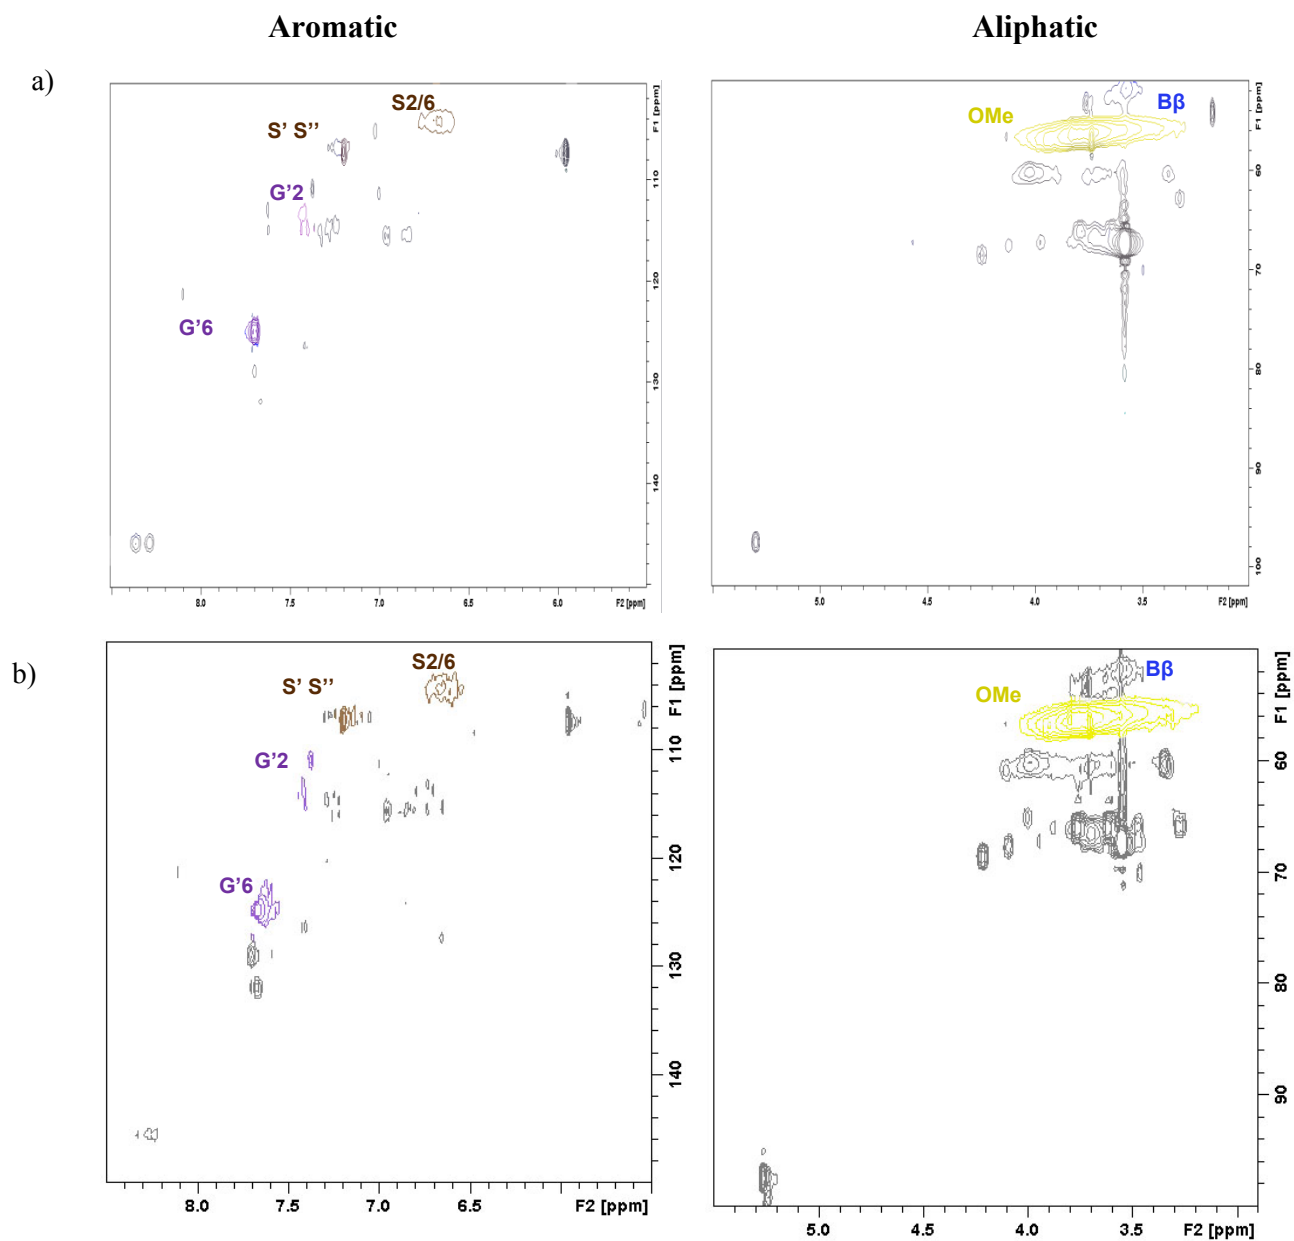 Aromatic
Aliphatic
a)
S2/6
S' S''
G'2
G'6
F1 [ppm]
110
120
130
140
8.0 7.5 7.0 6.5 6.0 F2 [ppm]
OMe
Bβ
F1 [ppm]
60
70
80
90
100
5.0 4.5 4.0 3.5 F2 [ppm]
b)
S2/6
S' S''
G'2
G'6
F1 [ppm]
110
120
130
140
8.0 7.5 7.0 6.5 F2 [ppm]
OMe
Bβ
F1 [ppm]
60
70
80
90
5.0 4.5 4.0 3.5 F2 [ppm]